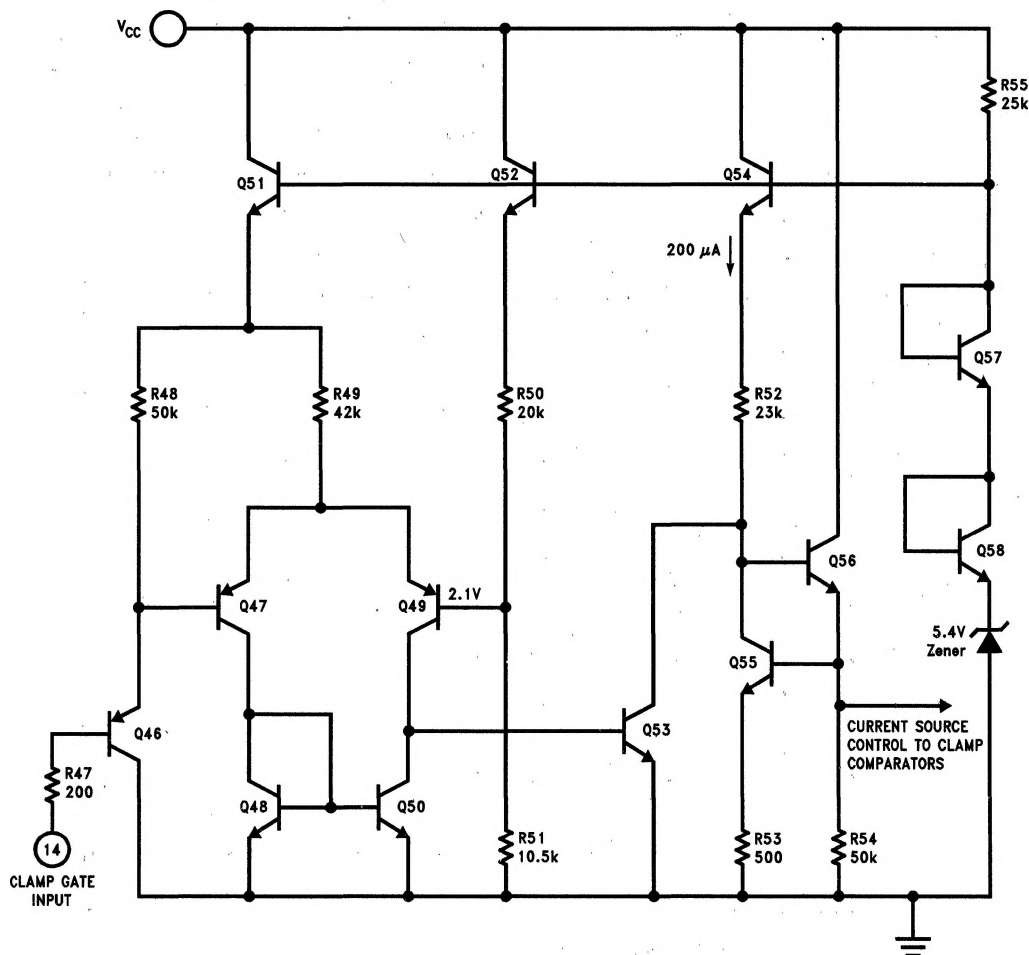 VCC
R55
25k
Q51
Q52
Q54
200 μA
Q57
R48
50k
R49
42k
R50
20k
R52
23k
Q58
Q47
Q49
2.1V
Q56
5.4V
Zener
Q55
Q46
Q53
CURRENT SOURCE
CONTROL TO CLAMP
COMPARATORS
R47
200
Q48
Q50
R51
10.5k
R53
500
R54
50k
14
CLAMP GATE
INPUT